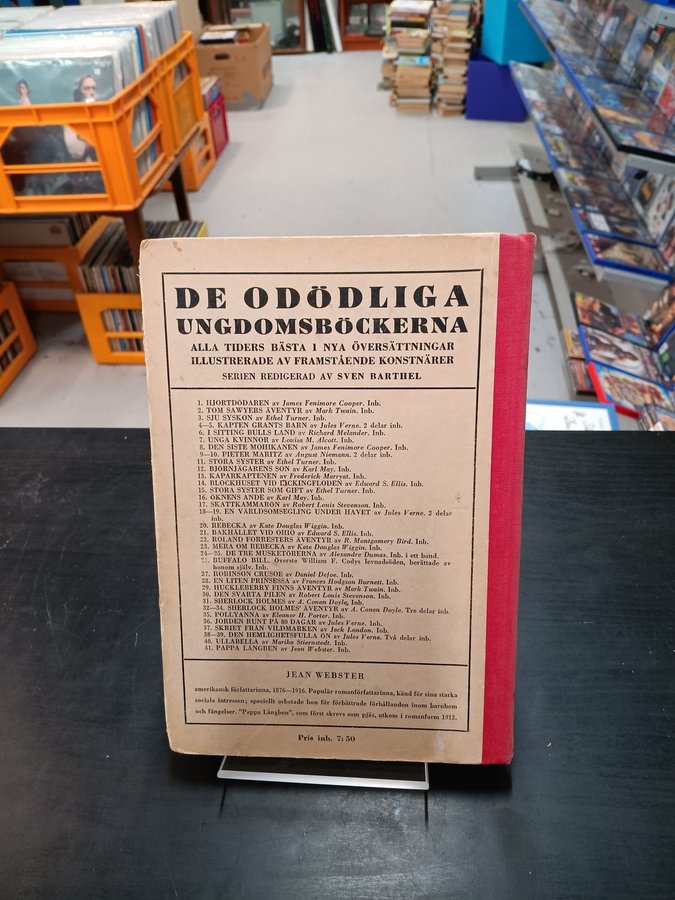 DE ODÖDLIGA
UNGDOMSBÖCKERNA
ALLA TIDERS BÄSTA I NYA ÖVERSÄTTNINGAR
ILLUSTRERADE AV FRAMSTÅENDE KONSTNÄRER
SERIEN REDIGERAD AV SVEN BARTHEL
1. HJORTDÖDAREN av James Fenimore Cooper. Inb.
2. TOM SAWYERS ÄVENTYR av Mark Twain. Inb.
3. SJU SYSKON av Ethel Turner. Inb.
4—5. KAPTEN GRANTS BARN av Jules Verne. 2 delar inb.
6. I SITTING BULLS LAND av Richard Melander. Inb.
7. UNGA KVINNOR av Louisa M. Alcott. Inb.
8. DEN SISTE MOHIKANEN av James Fenimore Cooper. Inb.
9—10. PIETER MARITZ av August Niemann. 2 delar inb.
11. STORA SYSTER av Ethel Turner. Inb.
12. BJÖRNJÄGARENS SON av Karl May. Inb.
13. KAPARKAPTENEN av Frederick Marryat. Inb.
14. BLOCKHUSET VID LICKINGFLODEN av Edward S. Ellis. Inb.
15. STORA SYSTER SOM GIFT av Ethel Turner. Inb.
16. ÖKNENS ANDE av Karl May. Inb.
17. SKATTKAMMARÖN av Robert Louis Stevenson. Inb.
18—19. EN VÄRLDSOMSEGLING UNDER HAVET av Jules Verne. 2 delar
inb.
20. REBECKA av Kate Douglas Wiggin. Inb.
21. BAKHÅLLET VID OHIO av Edward S. Ellis. Inb.
22. ROLAND FORRESTERS ÄVENTYR av R. Montgomery Bird. Inb.
23. MERA OM REBECKA av Kate Douglas Wiggin. Inb.
24—25. DE TRE MUSKETÖRERNA av Alexandre Dumas. Inb. i ett band.
26. BUFFALO BILL. Överste William F. Codys levnadsöden, berättade av
honom själv. Inb.
27. ROBINSON CRUSOE av Daniel Defoe. Inb.
28. EN LITEN PRINSESSA av Frances Hodgson Burnett. Inb.
29. HUCKLEBERRY FINNS ÄVENTYR av Mark Twain. Inb.
30. DEN SVARTA PILEN av Robert Louis Stevenson. Inb.
31. SHERLOCK HOLMES av A. Conan Doyle. Inb.
32—34. SHERLOCK HOLMES' ÄVENTYR av A. Conan Doyle. Tre delar inb.
35. POLLYANNA av Eleanor H. Porter. Inb.
36. JORDEN RUNT PÅ 80 DAGAR av Jules Verne. Inb.
37. SKRIET FRÅN VILDMARKEN av Jack London. Inb.
38—39. DEN HEMLIGHETSFULLA ÖN av Jules Verne. Två delar inb.
40. ULLABELLA av Marika Stiernstedt. Inb.
41. PAPPA LÅNGBEN av Jean Webster. Inb.
JEAN WEBSTER
amerikansk författarinna, 1876—1916. Populär romanförfattarinna, känd för sina starka
sociala intressen; speciellt arbetade hon för förbättrade förhållanden inom barnhem
och fängelser. "Pappa Långben", som först skrevs som pjäs, utkom i romanform 1912.
Pris inb. 7:50